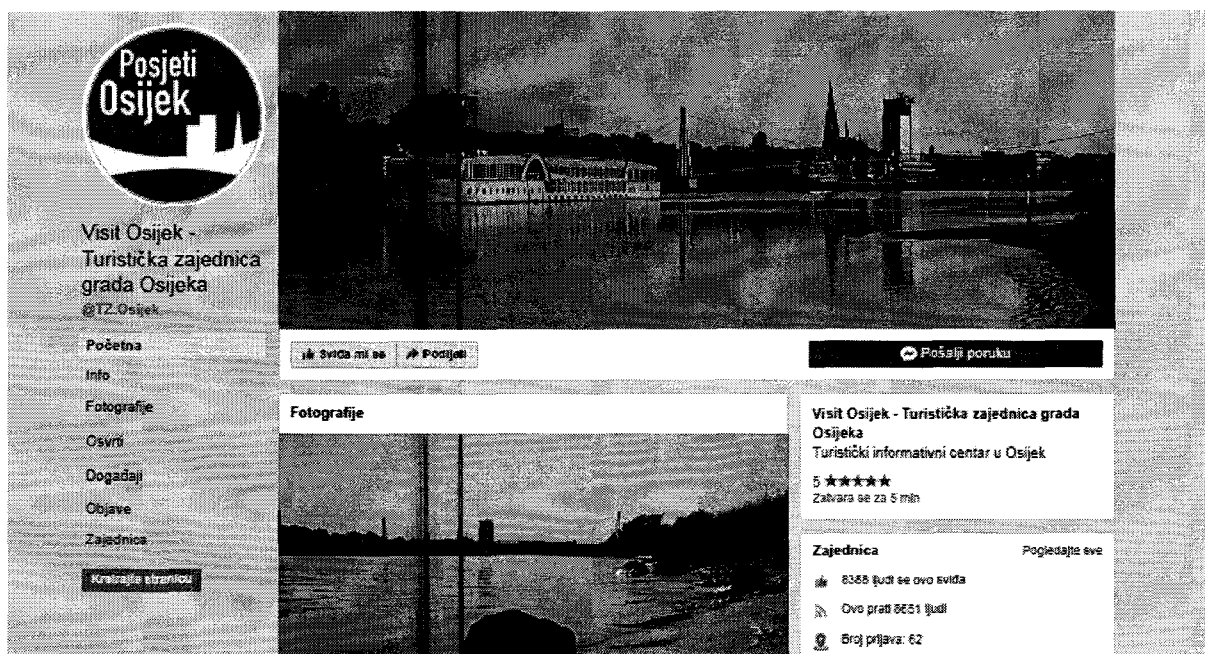 Posjeti
Osijek
Visit Osijek -
Turistička zajednica
grada Osijeka
@TZ.Osijek
Početna
Info
Fotografije
Osvrti
Događaji
Objave
Zajednica
Kreirajte stranicu
Sviđa mi se
Podijeli
Pošalji poruku
Fotografije
Visit Osijek - Turistička zajednica grada
Osijeka
Turistički informativni centar u Osijek
5 ★★★★★
Zatvara se za 5 min
Zajednica
Pogledajte sve
ljudi se ovo sviđa
Ovo prati ljudi
Broj prijava: 62